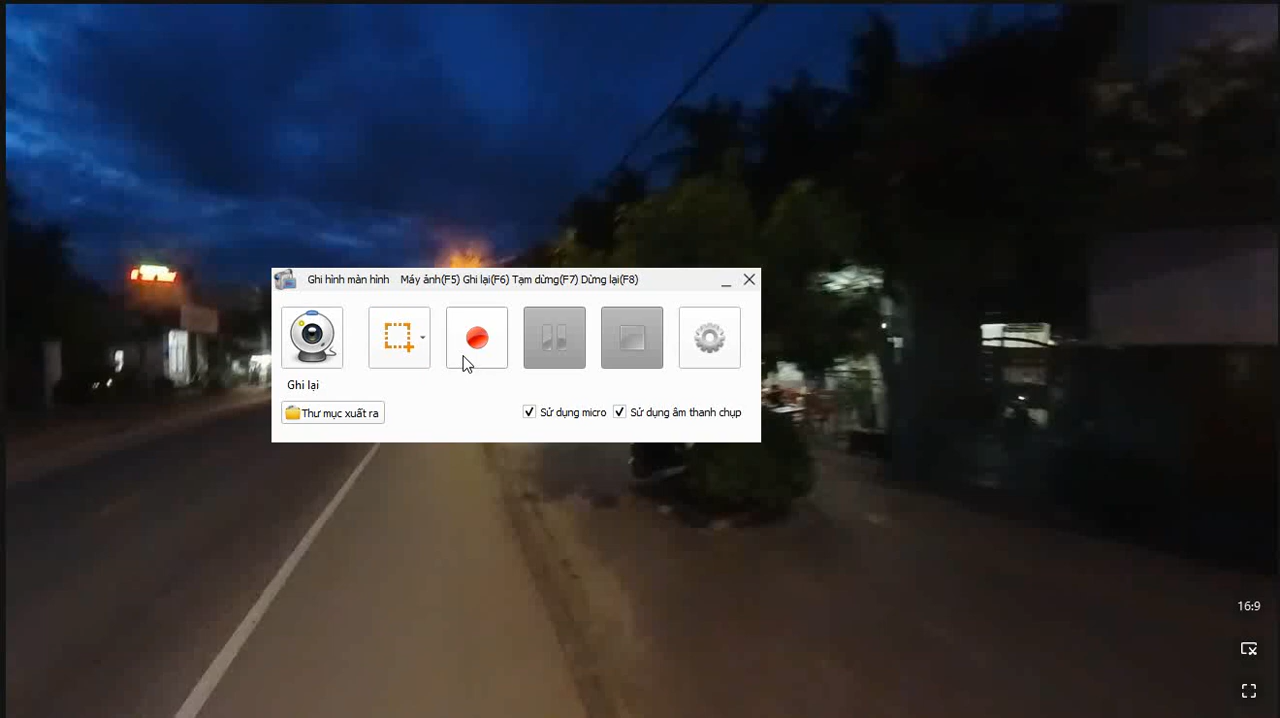 Ghi hình màn hình Máy ảnh(F5) Ghi lại(F6) Tạm dừng(F7) Dừng lại(F8)
Ghi lại
Thư mục xuất ra
Sử dụng micro Sử dụng âm thanh chụp
16:9